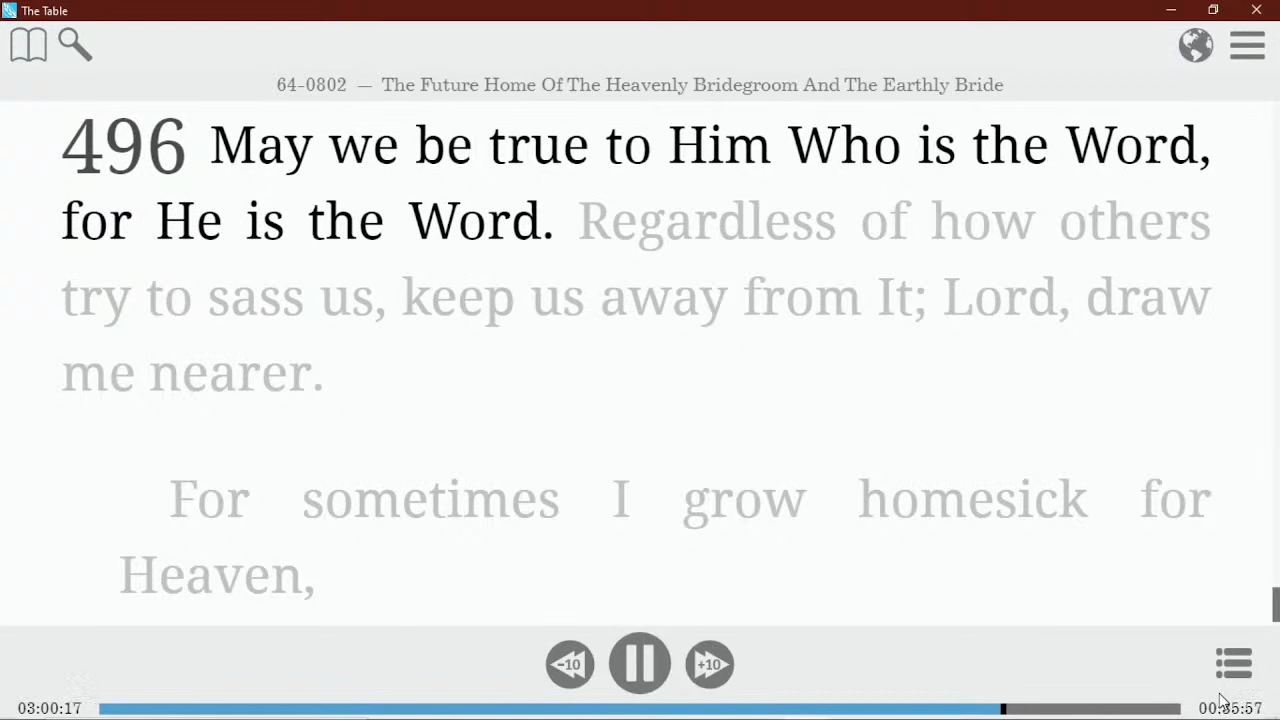 The Table
64-0802 — The Future Home Of The Heavenly Bridegroom And The Earthly Bride
496 May we be true to Him Who is the Word,
for He is the Word. Regardless of how others
try to sass us, keep us away from It; Lord, draw
me nearer.
For sometimes I grow homesick for
Heaven,
-10
+10
03:00:17
00:35:57